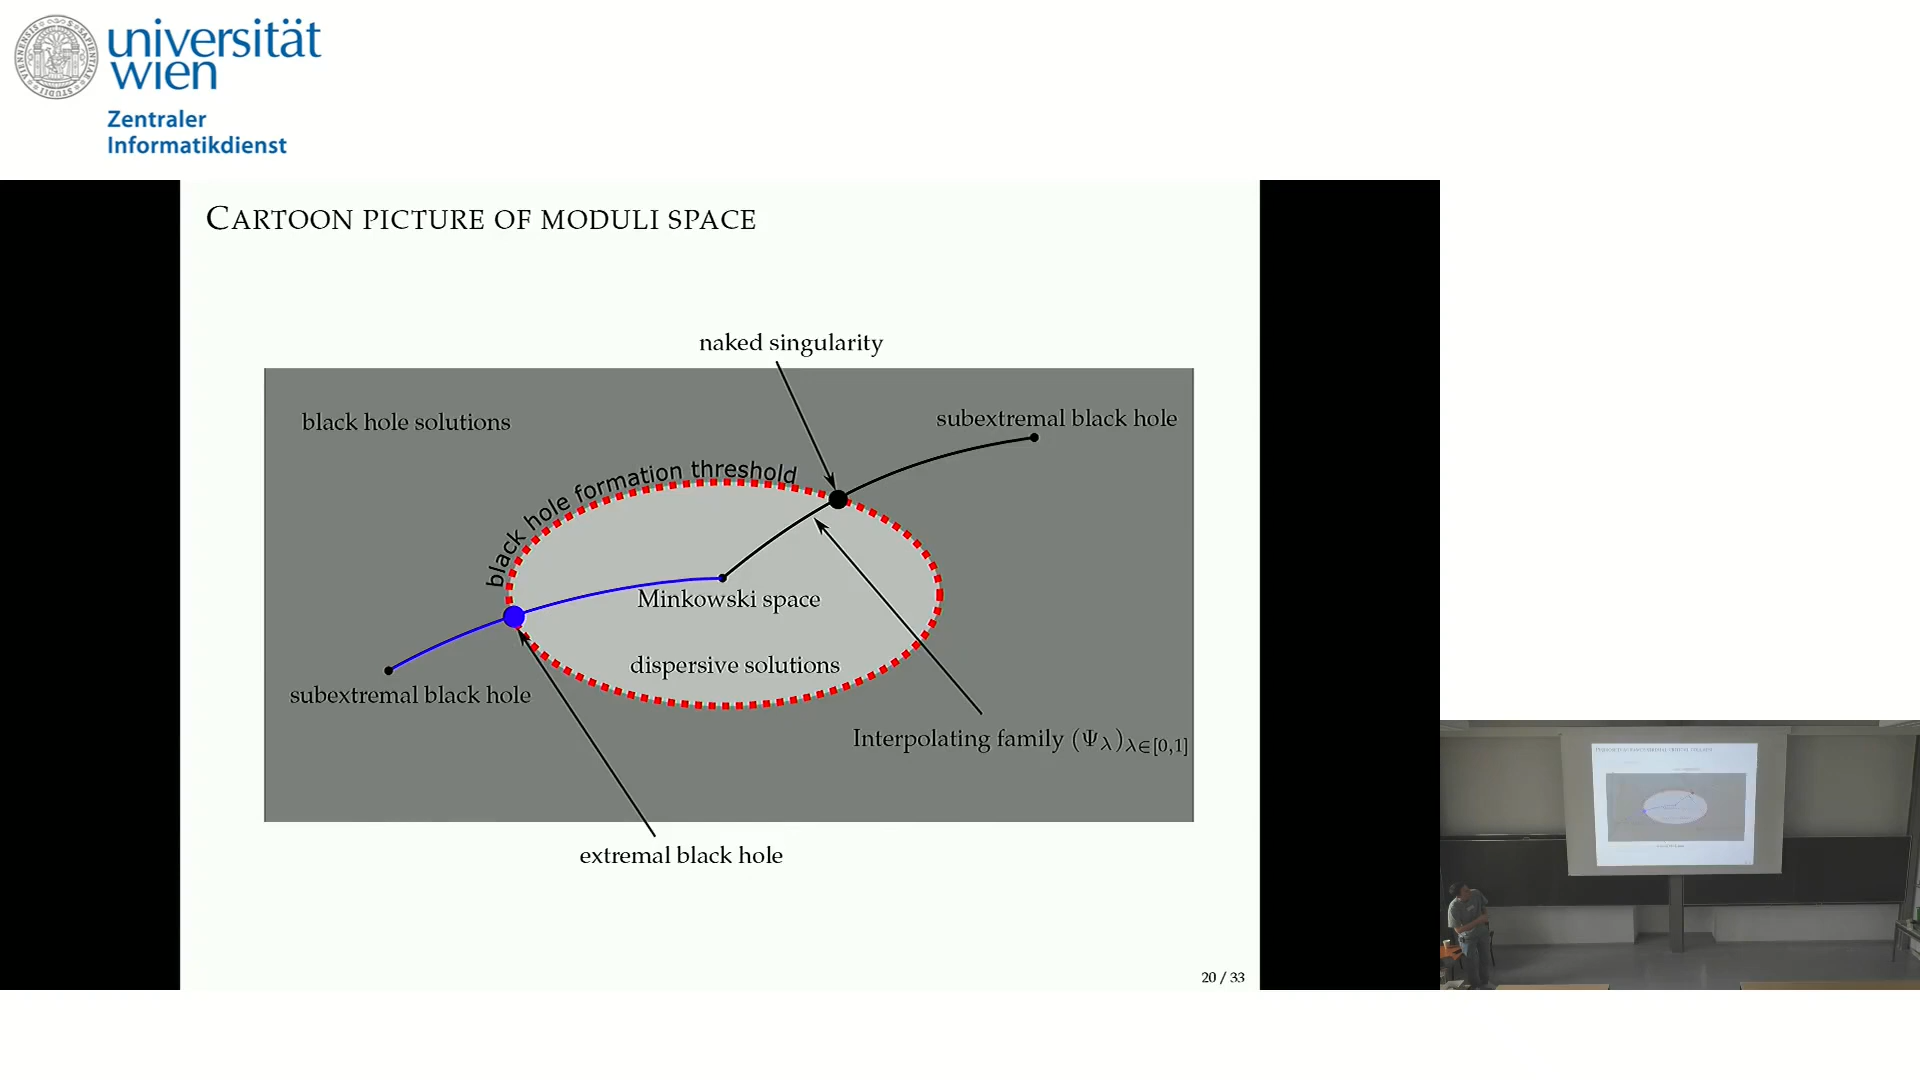 universität
wien
Zentraler
Informatikdienst
CARTOON PICTURE OF MODULI SPACE
naked singularity
black hole solutions
subextremal black hole
black hole formation threshold
Minkowski space
dispersive solutions
subextremal black hole
Interpolating family (Ψλ)λ∈[0,1]
extremal black hole
20 / 33